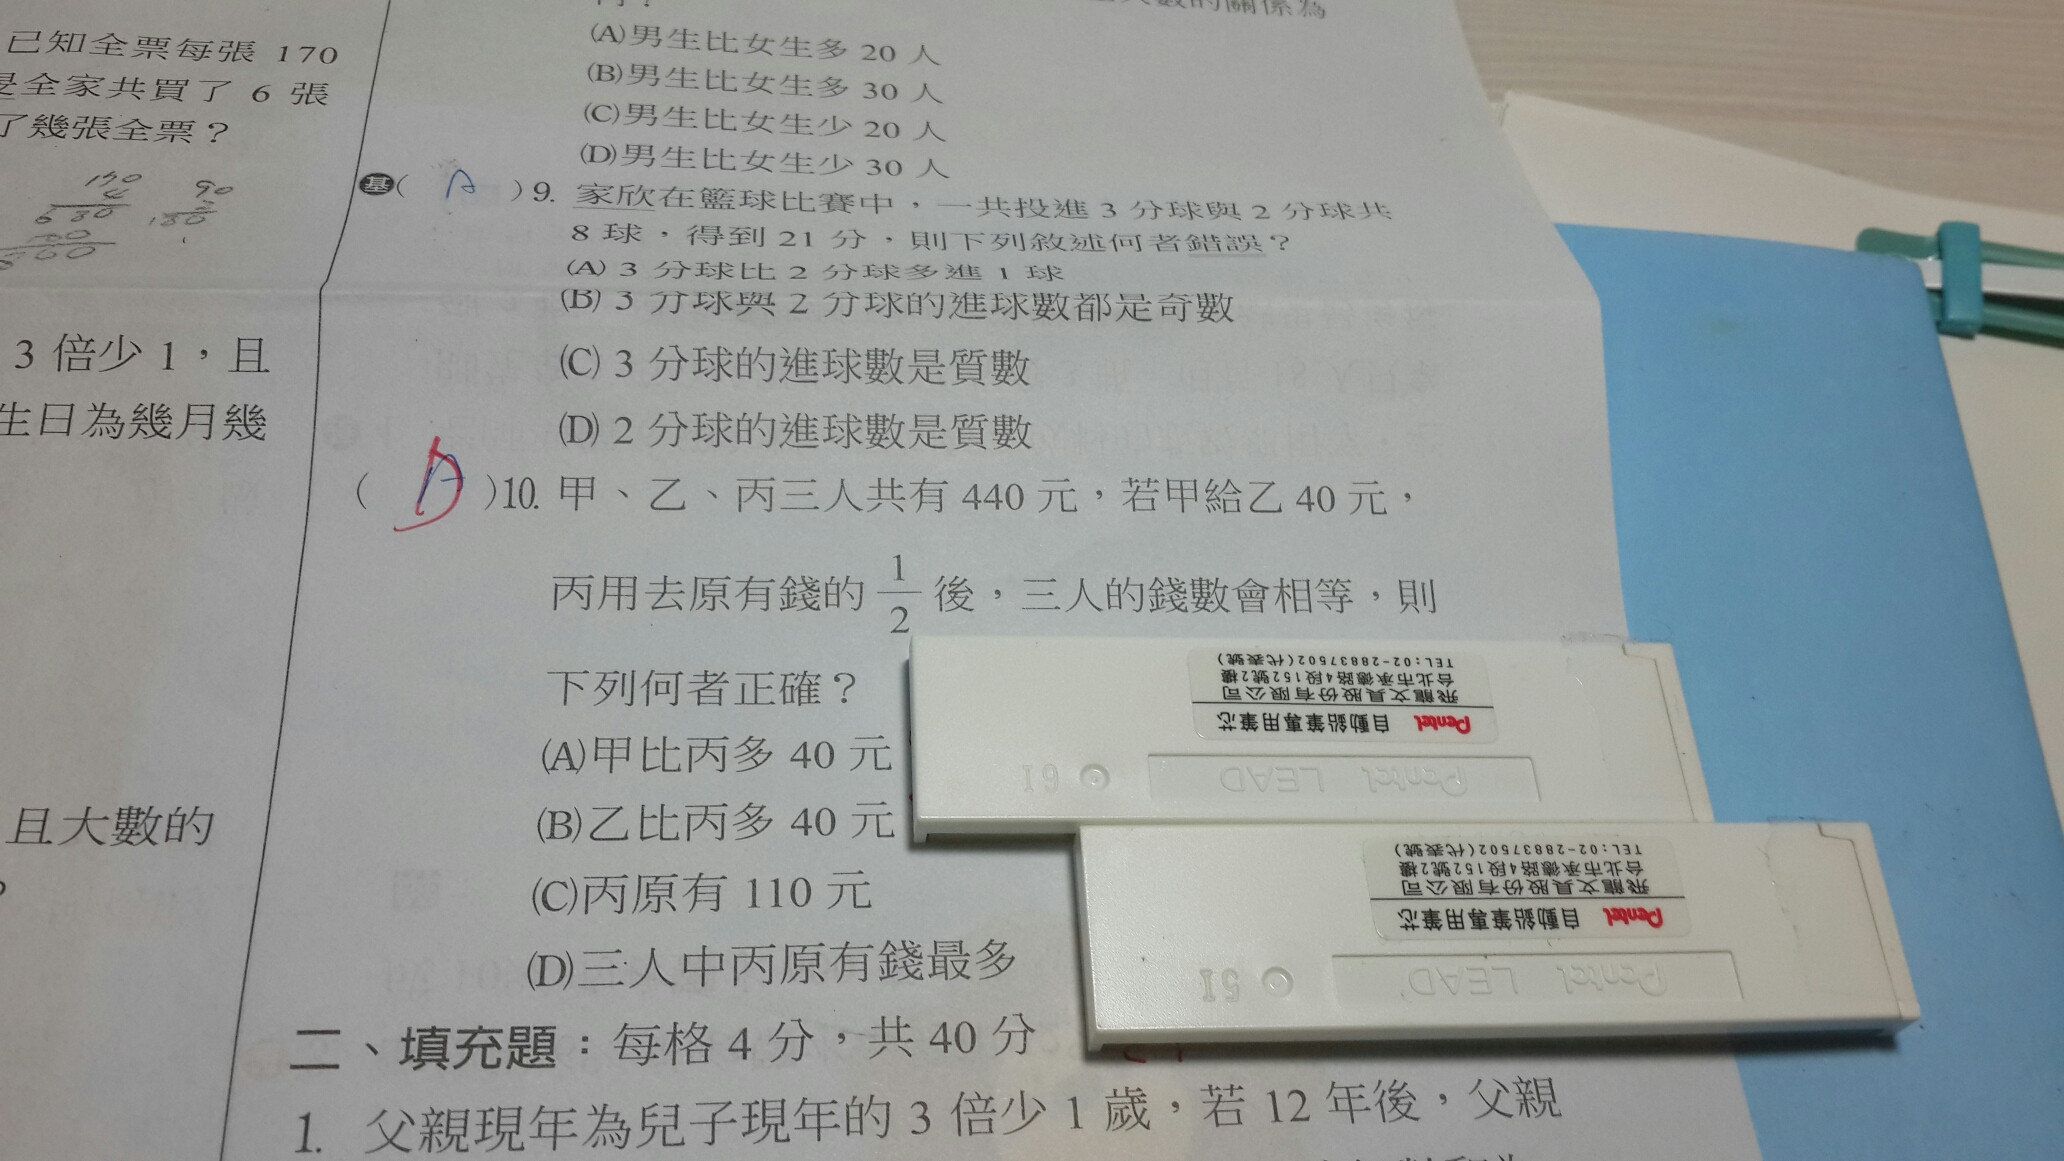 已知全票每張 170
是全家共買了 6 張
了幾張全票？
170
4
680
90
2
180
3 倍少 1，且
生日為幾月幾
且大數的
大數的關係為
(A)男生比女生多 20 人
(B)男生比女生多 30 人
(C)男生比女生少 20 人
(D)男生比女生少 30 人
基( A )9. 家欣在籃球比賽中，一共投進 3 分球與 2 分球共
8 球，得到 21 分，則下列敘述何者錯誤？
(A) 3 分球比 2 分球多進 1 球
(B) 3 分球與 2 分球的進球數都是奇數
(C) 3 分球的進球數是質數
(D) 2 分球的進球數是質數
( D )10. 甲、乙、丙三人共有 440 元，若甲給乙 40 元，
丙用去原有錢的 1/2 後，三人的錢數會相等，則
下列何者正確？
(A)甲比丙多 40 元
(B)乙比丙多 40 元
(C)丙原有 110 元
(D)三人中丙原有錢最多
二、填充題：每格 4 分，共 40 分
1. 父親現年為兒子現年的 3 倍少 1 歲，若 12 年後，父親
Pentel 自動鉛筆專用筆芯
飛龍文具股份有限公司
台北市承德路4段152號2樓
TEL:02-28837502(代表號)
Pentel LEAD
61
Pentel 自動鉛筆專用筆芯
飛龍文具股份有限公司
台北市承德路4段152號2樓
TEL:02-28837502(代表號)
Pentel LEAD
51